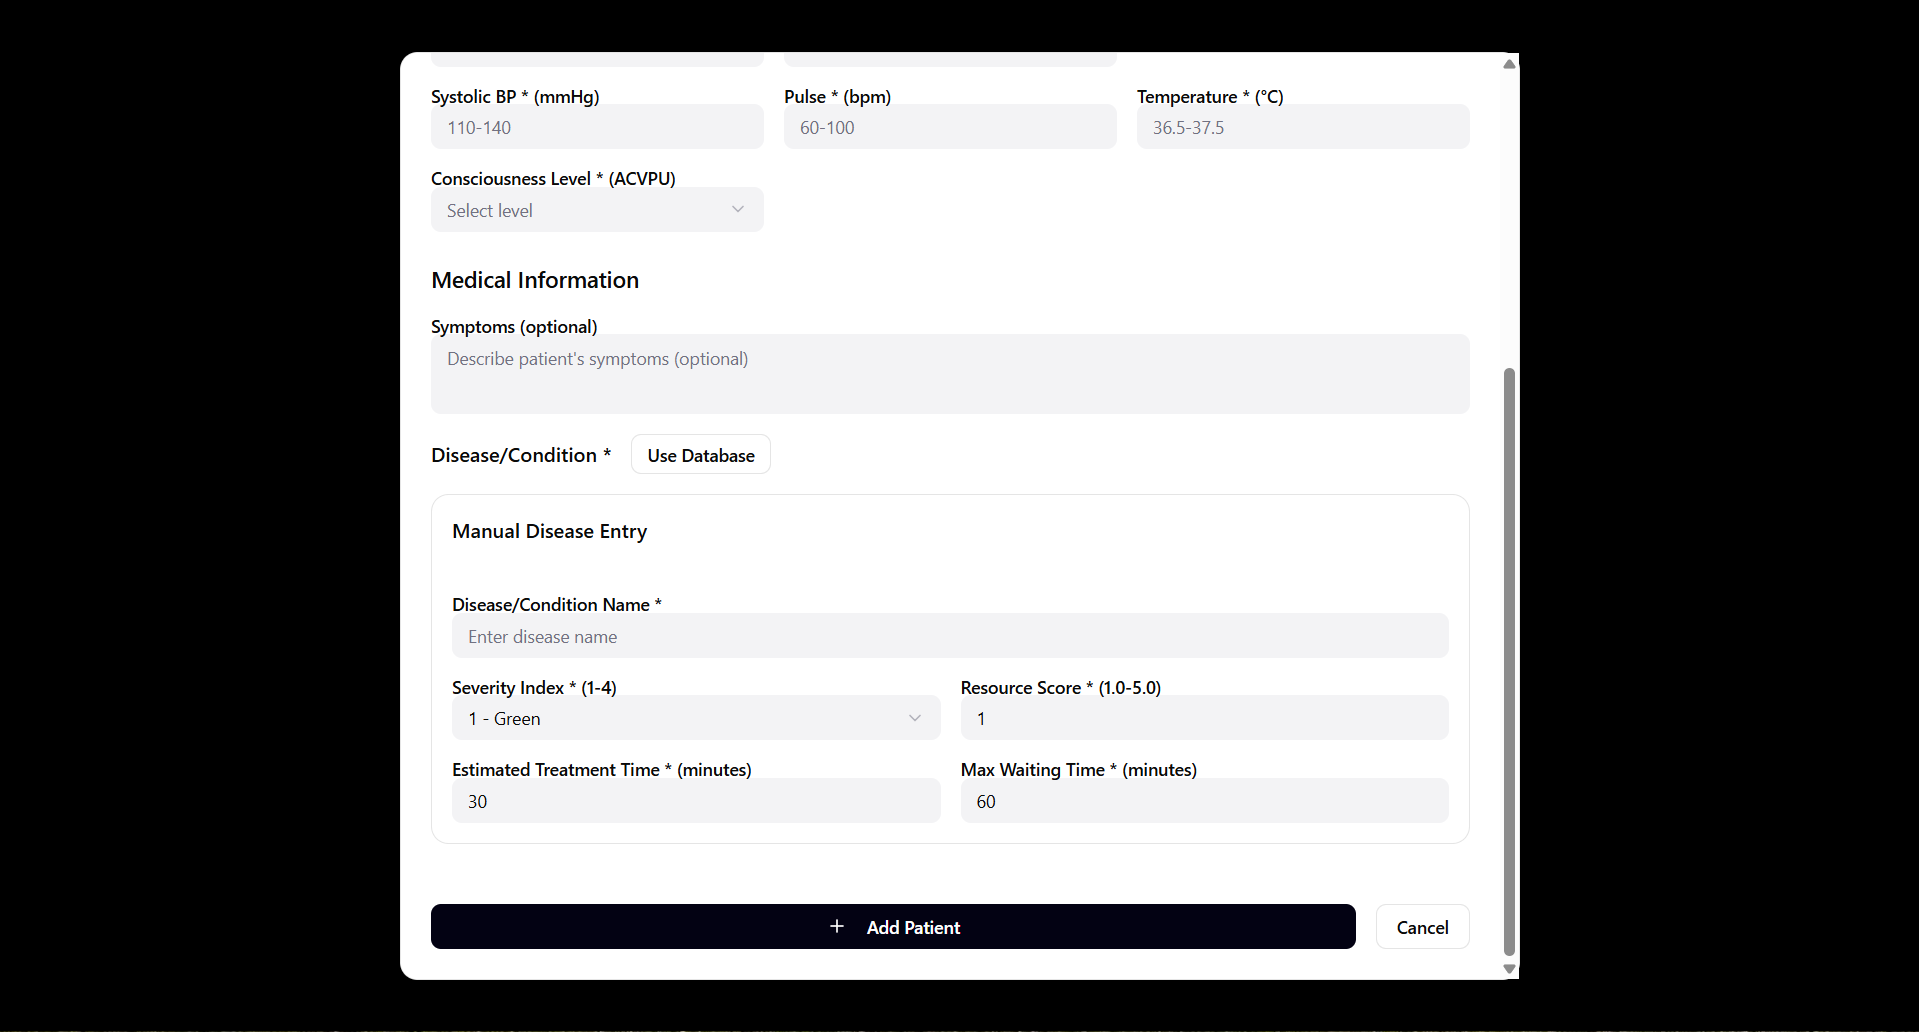 Systolic BP * (mmHg)
Pulse * (bpm)
Temperature * (°C)
110-140
60-100
36.5-37.5
Consciousness Level * (ACVPU)
Select level
Medical Information
Symptoms (optional)
Describe patient's symptoms (optional)
Disease/Condition *
Use Database
Manual Disease Entry
Disease/Condition Name *
Enter disease name
Severity Index * (1-4)
Resource Score * (1.0-5.0)
1 - Green
1
Estimated Treatment Time * (minutes)
Max Waiting Time * (minutes)
30
60
+ Add Patient
Cancel